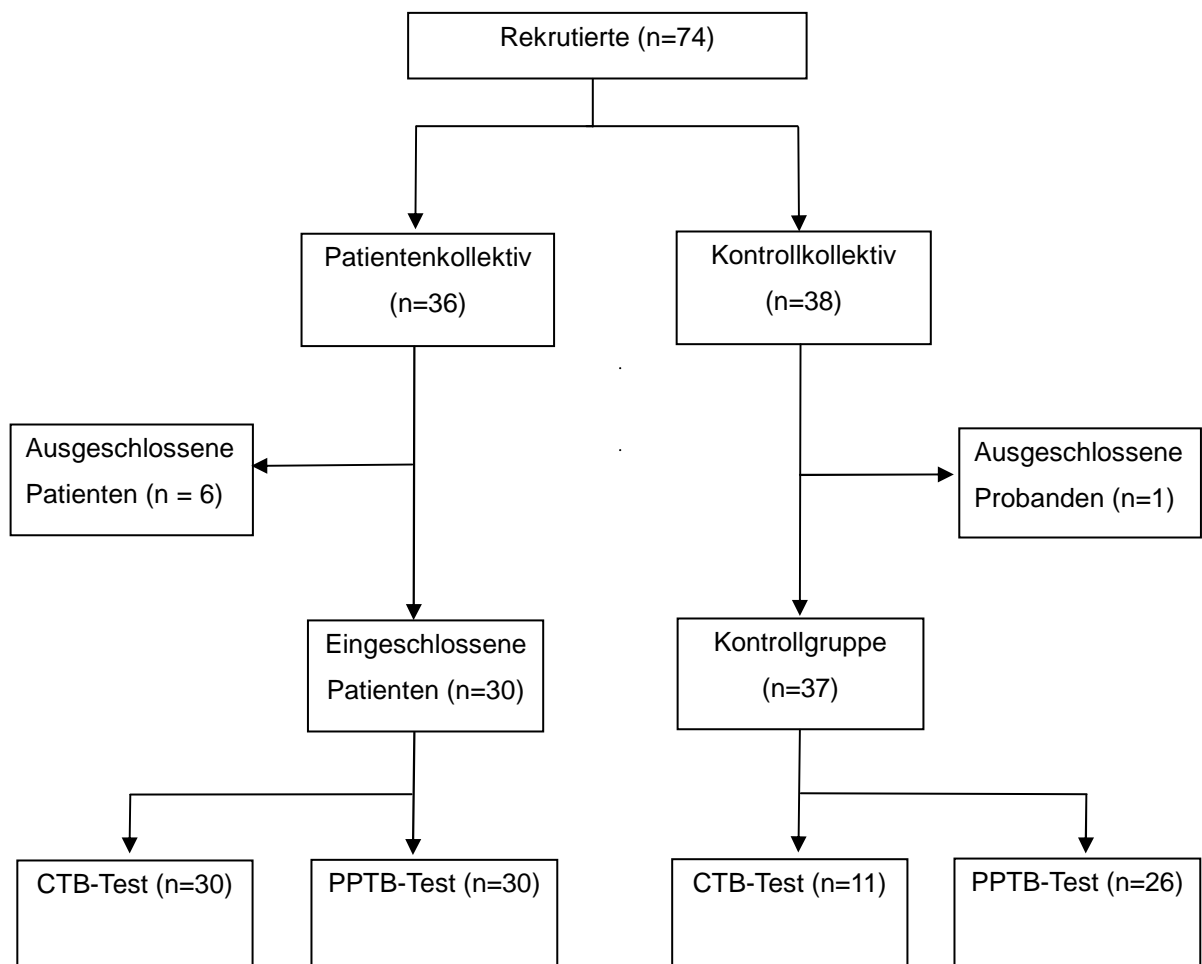 Rekrutierte (n=74)
Patientenkollektiv
(n=36)
Kontrollkollektiv
(n=38)
Ausgeschlossene
Patienten (n = 6)
Ausgeschlossene
Probanden (n=1)
Eingeschlossene
Patienten (n=30)
Kontrollgruppe
(n=37)
CTB-Test (n=30)
PPTB-Test (n=30)
CTB-Test (n=11)
PPTB-Test (n=26)